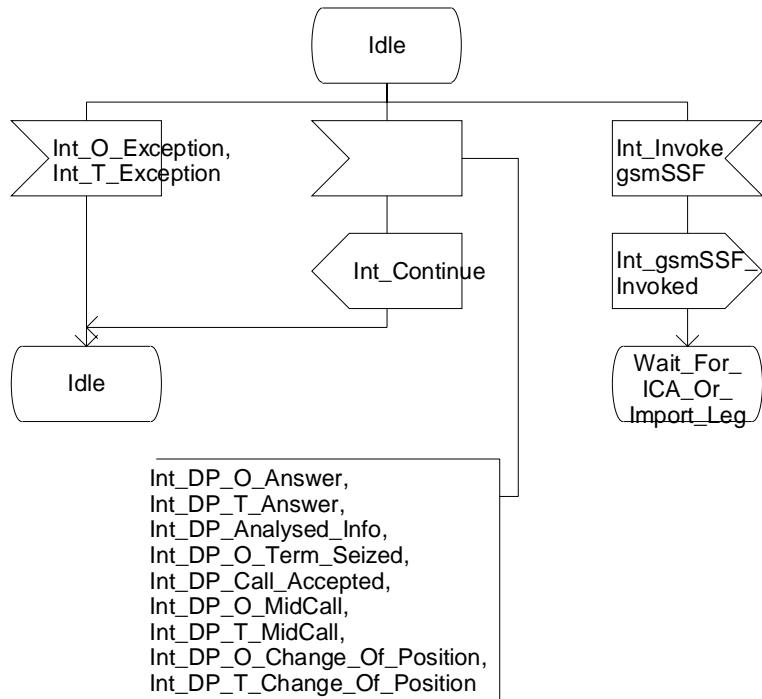 Idle
Int_O_Exception,
Int_T_Exception
Int_Invoke
gsmSSF
Int_Continue
Int_gsmSSF_
Invoked
Idle
Wait_For_
ICA_Or_
Import_Leg
Int_DP_O_Answer,
Int_DP_T_Answer,
Int_DP_Analysed_Info,
Int_DP_O_Term_Seized,
Int_DP_Call_Accepted,
Int_DP_O_MidCall,
Int_DP_T_MidCall,
Int_DP_O_Change_Of_Position,
Int_DP_T_Change_Of_Position